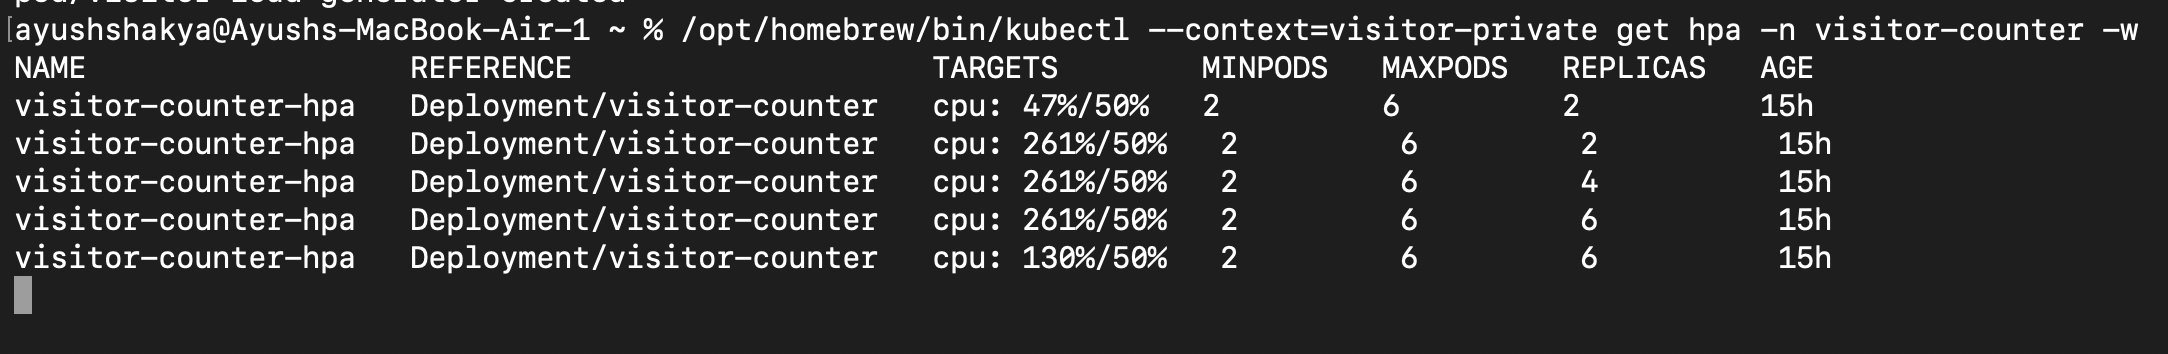 ayushshakya@Ayushs-MacBook-Air-1 ~ % /opt/homebrew/bin/kubectl --context=visitor-private get hpa -n visitor-counter -w
NAME REFERENCE TARGETS MINPODS MAXPODS REPLICAS AGE
visitor-counter-hpa Deployment/visitor-counter cpu: 47%/50% 2 6 2 15h
visitor-counter-hpa Deployment/visitor-counter cpu: 261%/50% 2 6 2 15h
visitor-counter-hpa Deployment/visitor-counter cpu: 261%/50% 2 6 4 15h
visitor-counter-hpa Deployment/visitor-counter cpu: 261%/50% 2 6 6 15h
visitor-counter-hpa Deployment/visitor-counter cpu: 130%/50% 2 6 6 15h